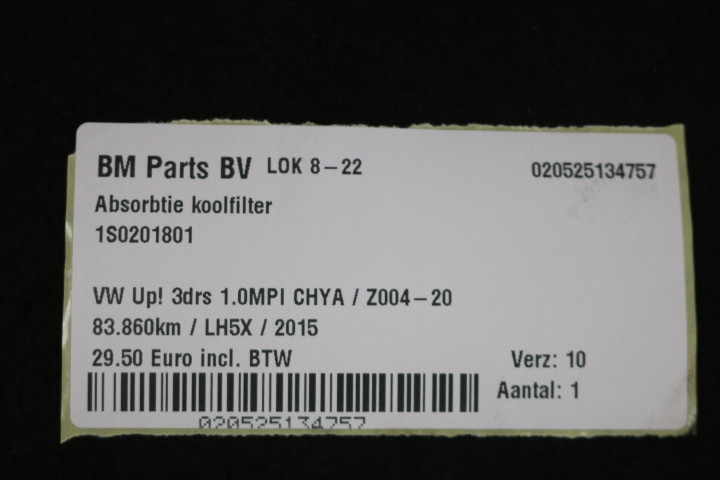 BM Parts BV LOK 8-22 020525134757
Absorbtie koolfilter
1S0201801
VW Up! 3drs 1.0MPI CHYA / Z004-20
83.860km / LH5X / 2015
29.50 Euro incl. BTW Verz: 10
Aantal: 1
020525134757